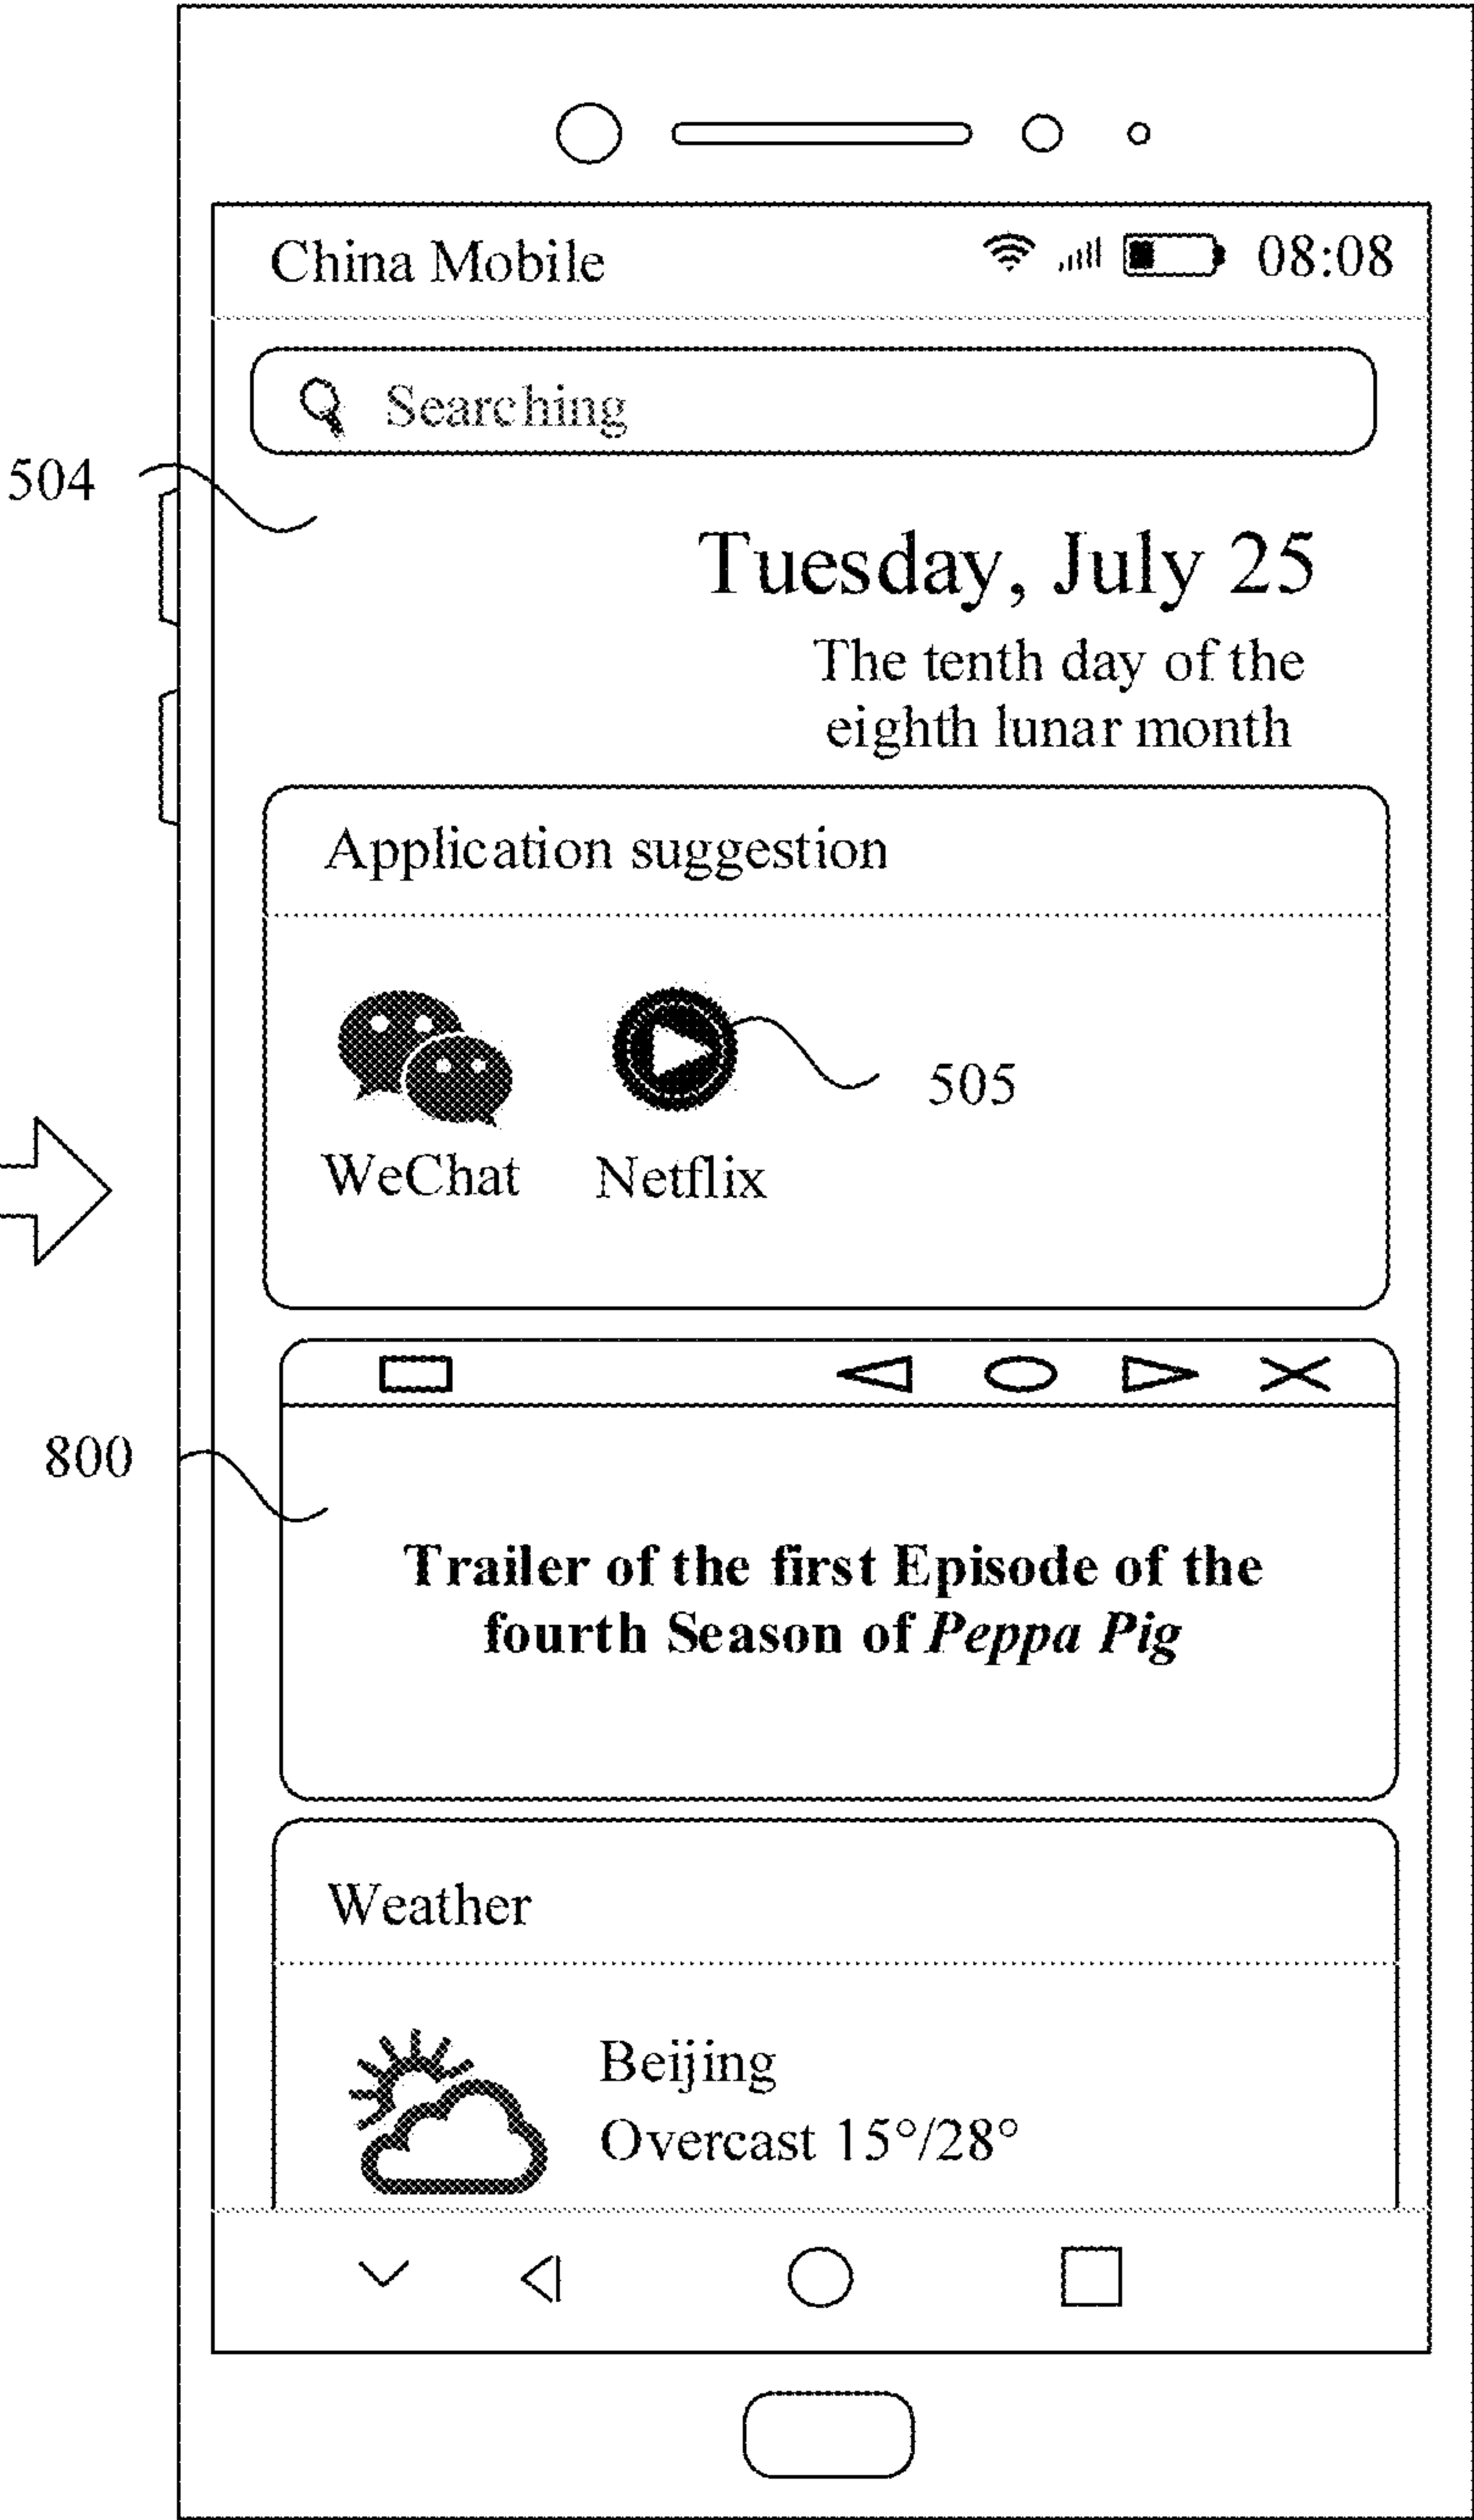 China Mobile 08:08
Searching
504
Tuesday, July 25
The tenth day of the
eighth lunar month
Application suggestion
505
WeChat Netflix
800
Trailer of the first Episode of the
fourth Season of Peppa Pig
Weather
Beijing
Overcast 15°/28°